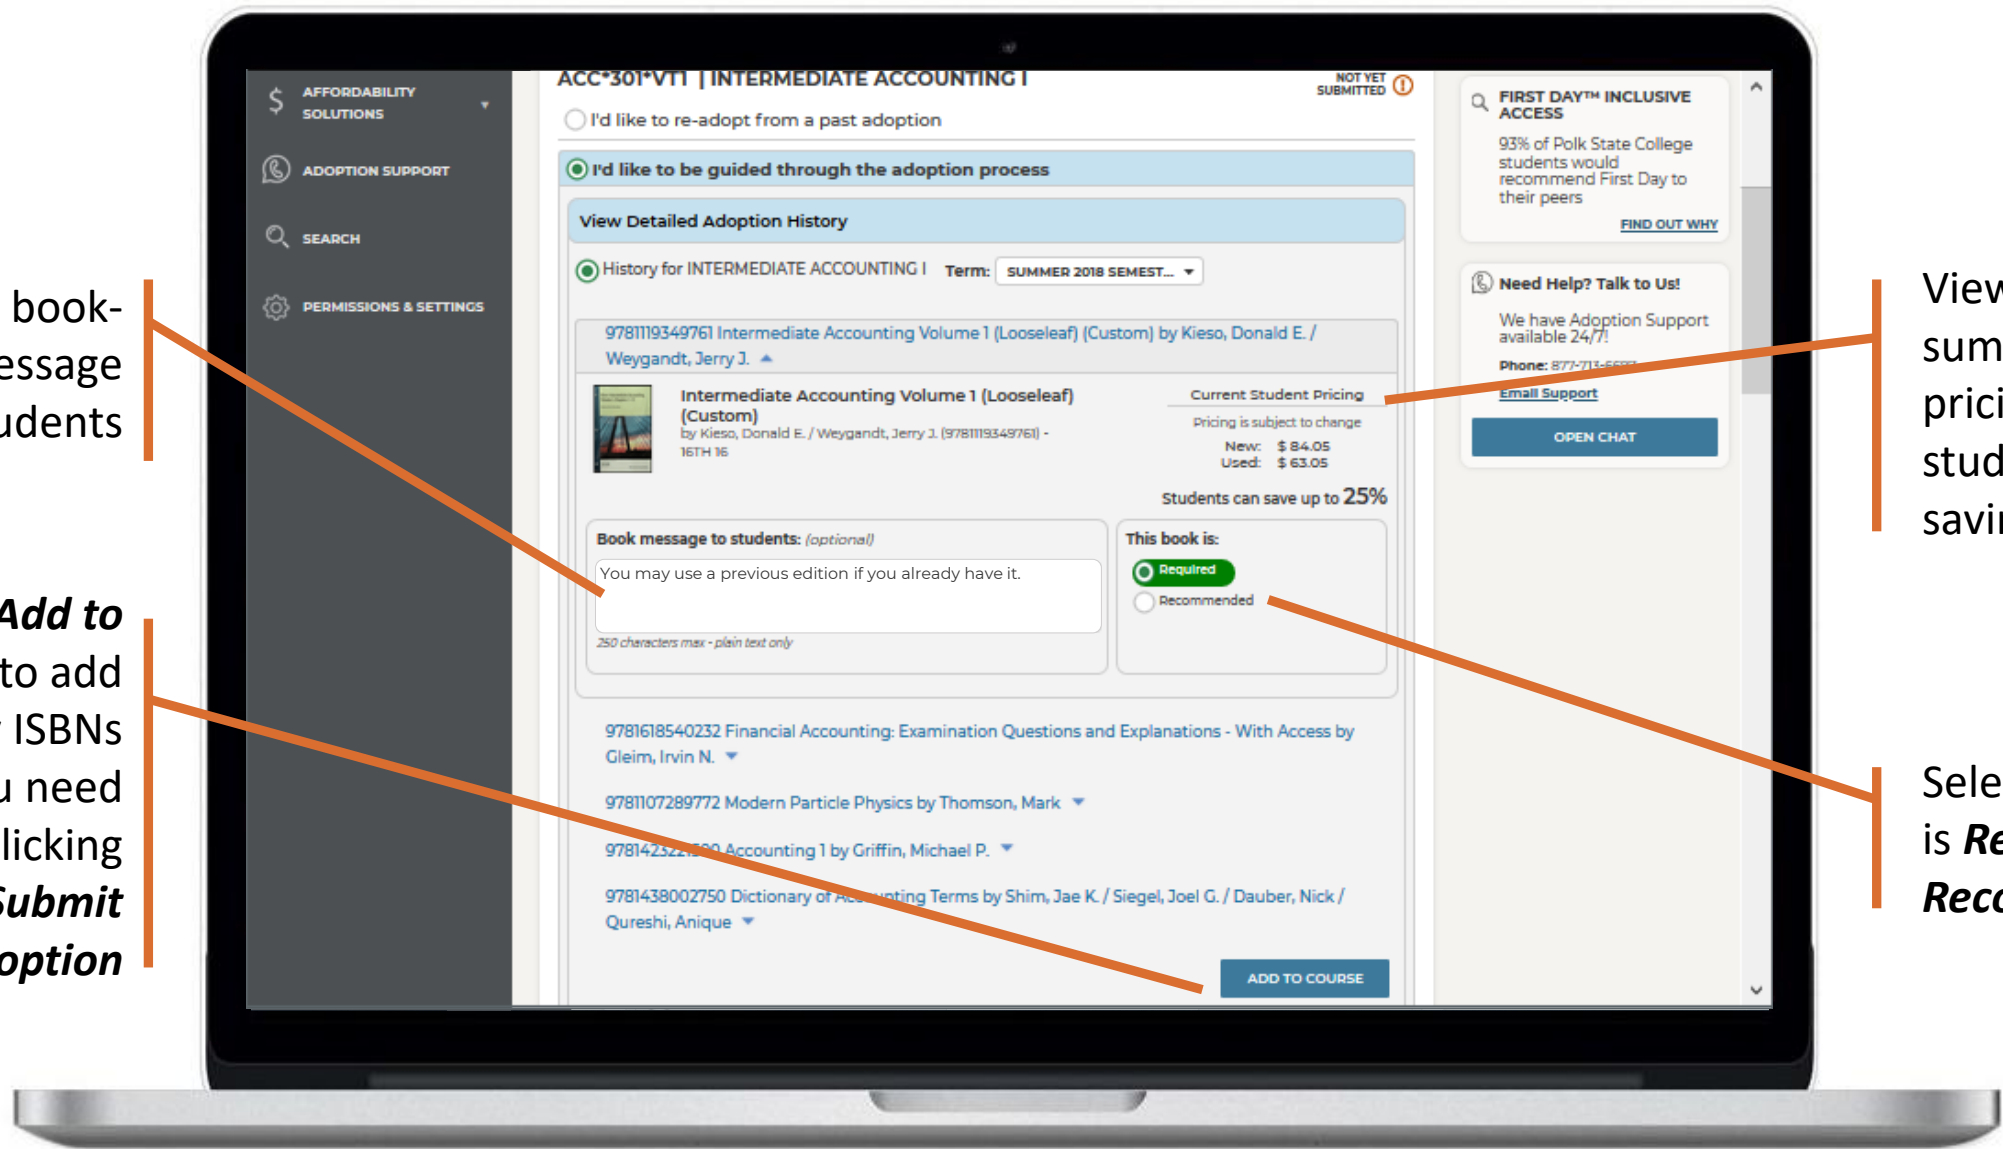 book-
essage
udents
Add to
to add
ISBNs
u need
licking
Submit
option
$ AFFORDABILITY
SOLUTIONS
ADOPTION SUPPORT
SEARCH
PERMISSIONS & SETTINGS
ACC*301*VT1 | INTERMEDIATE ACCOUNTING I
NOT YET
SUBMITTED
I'd like to re-adopt from a past adoption
I'd like to be guided through the adoption process
View Detailed Adoption History
History for INTERMEDIATE ACCOUNTING I Term: SUMMER 2018 SEMEST...
9781119349761 Intermediate Accounting Volume 1 (Looseleaf) (Custom) by Kieso, Donald E. /
Weygandt, Jerry J.
Intermediate Accounting Volume 1 (Looseleaf)
(Custom)
by Kieso, Donald E. / Weygandt, Jerry J. (9781119349761) -
16TH 16
Current Student Pricing
Pricing is subject to change
New: $ 84.05
Used: $ 63.05
Students can save up to 25%
Book message to students: (optional)
You may use a previous edition if you already have it.
250 characters max - plain text only
This book is:
Required
Recommended
9781618540232 Financial Accounting: Examination Questions and Explanations - With Access by
Gleim, Irvin N.
9781107289772 Modern Particle Physics by Thomson, Mark
Accounting 1 by Griffin, Michael P.
9781438002750 Dictionary of Accounting Terms by Shim, Jae K. / Siegel, Joel G. / Dauber, Nick /
Qureshi, Anique
ADD TO COURSE
FIRST DAY™ INCLUSIVE
ACCESS
93% of Polk State College
students would
recommend First Day to
their peers
FIND OUT WHY
Need Help? Talk to Us!
We have Adoption Support
available 24/7!
Phone:
Email Support
OPEN CHAT
View
sum
prici
stud
savin
Sele
is Re
Reco